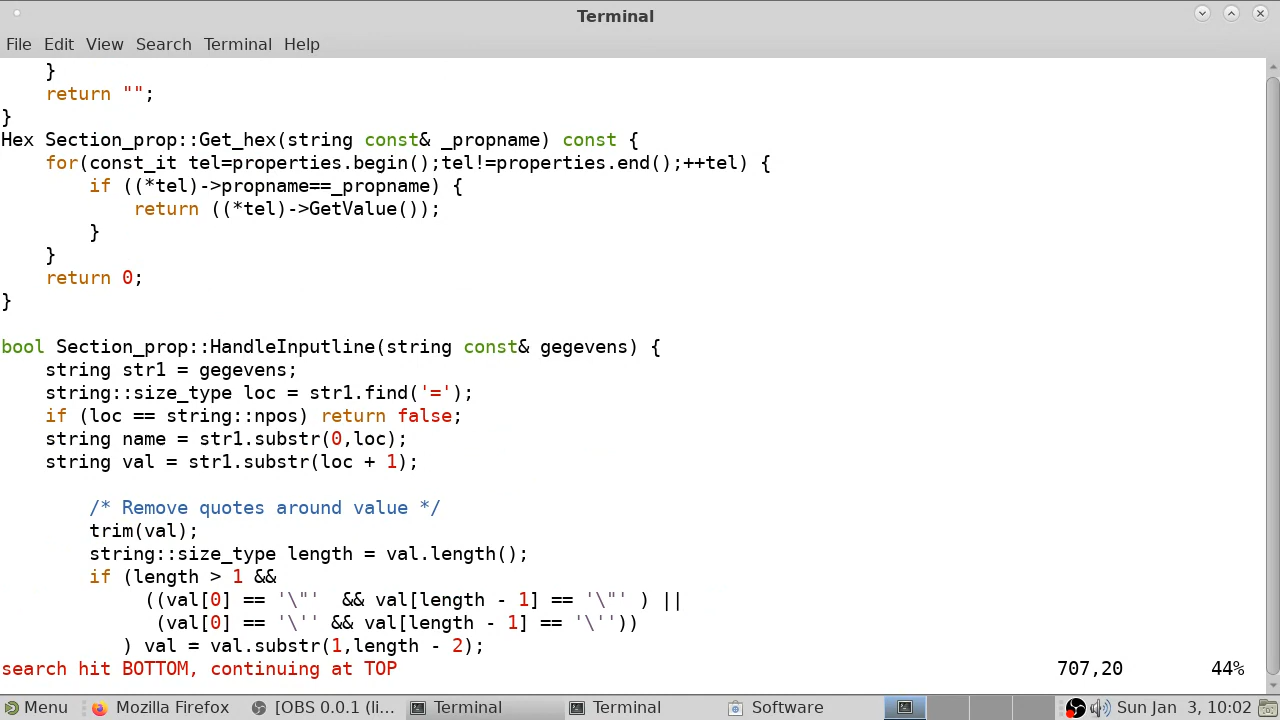 Terminal
File Edit View Search Terminal Help
    }
    return "";
}
Hex Section_prop::Get_hex(string const& _propname) const {
    for(const_it tel=properties.begin();tel!=properties.end();++tel) {
        if ((*tel)->propname==_propname) {
            return ((*tel)->GetValue());
        }
    }
    return 0;
}
bool Section_prop::HandleInputline(string const& gegevens) {
    string str1 = gegevens;
    string::size_type loc = str1.find('=');
    if (loc == string::npos) return false;
    string name = str1.substr(0,loc);
    string val = str1.substr(loc + 1);
        /* Remove quotes around value */
        trim(val);
        string::size_type length = val.length();
        if (length > 1 &&
             ((val[0] == '\"'  && val[length - 1] == '\"' ) ||
              (val[0] == '\'' && val[length - 1] == '\''))
           ) val = val.substr(1,length - 2);
search hit BOTTOM, continuing at TOP 707,20 44%
Menu Mozilla Firefox [OBS 0.0.1 (li... Terminal Terminal Software Sun Jan 3, 10:02